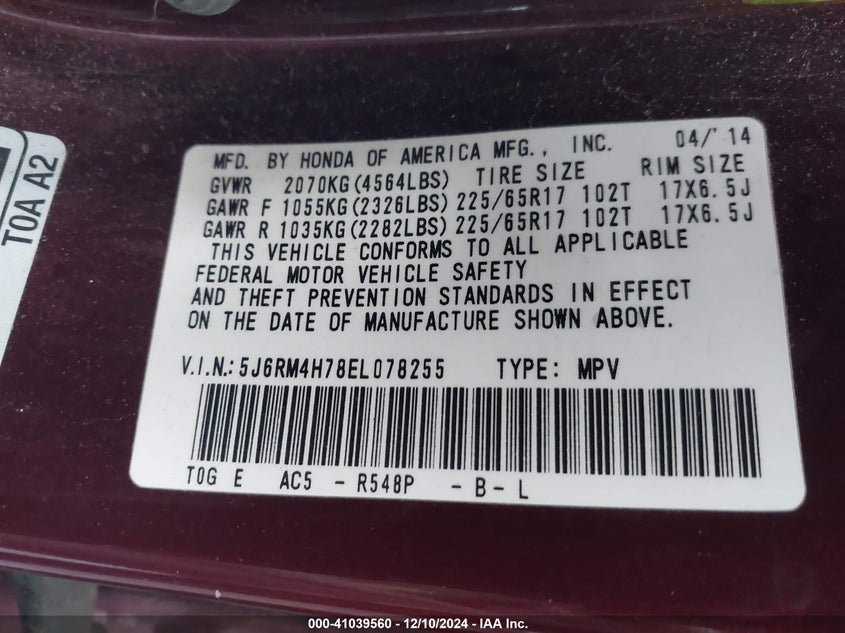 TOA A2
MFD. BY HONDA OF AMERICA MFG., INC. 04/'14
GVWR 2070KG(4564LBS) TIRE SIZE RIM SIZE
GAWR F 1055KG(2326LBS) 225/65R17 102T 17X6.5J
GAWR R 1035KG(2282LBS) 225/65R17 102T 17X6.5J
THIS VEHICLE CONFORMS TO ALL APPLICABLE
FEDERAL MOTOR VEHICLE SAFETY
AND THEFT PREVENTION STANDARDS IN EFFECT
ON THE DATE OF MANUFACTURE SHOWN ABOVE.
V.I.N.: 5J6RM4H78EL078255 TYPE: MPV
T0G E AC5 - R548P - B - L
000-41039560 - 12/10/2024 - IAA Inc.